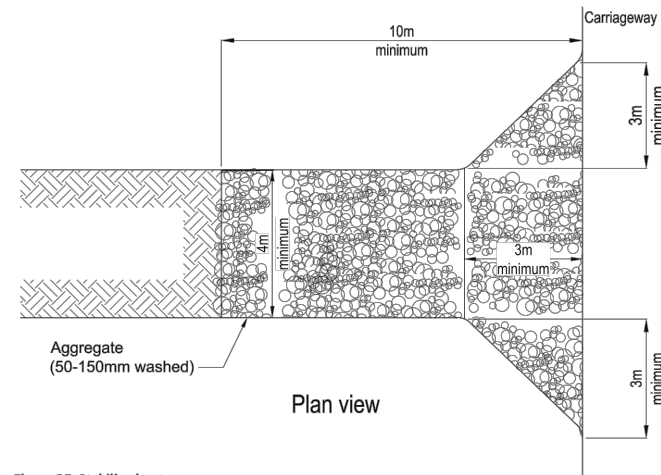 Carriageway
10m
minimum
3m
minimum
4m
minimum
3m
minimum
Aggregate
(50-150mm washed)
3m
minimum
Plan view